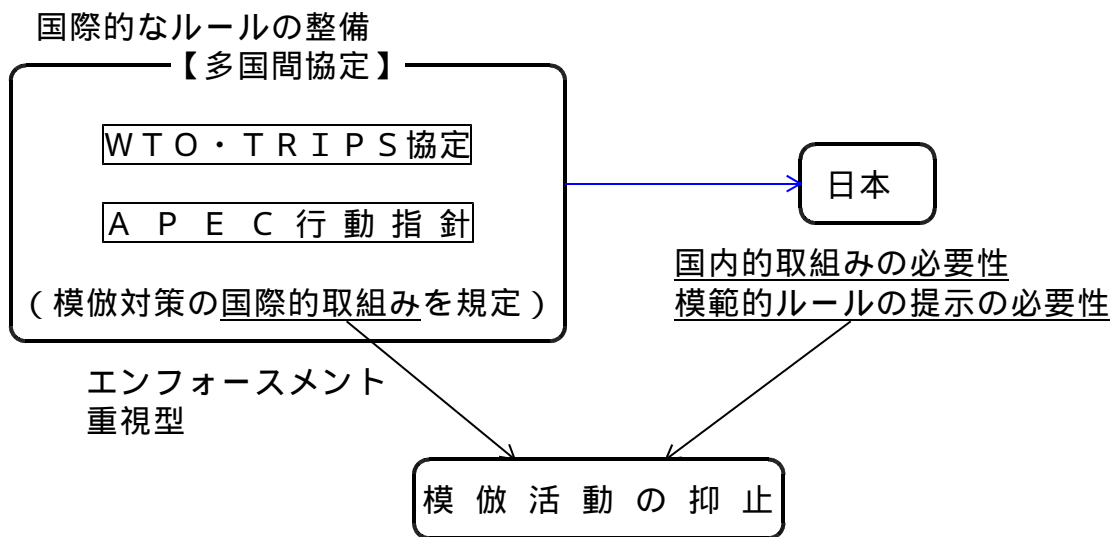 国際的なルールの整備
【多国間協定】
ＷＴＯ・ＴＲＩＰＳ協定
ＡＰＥＣ行動指針
（模倣対策の国際的取組みを規定）
日本
国内的取組みの必要性
模範的ルールの提示の必要性
エンフォースメント
重視型
模倣活動の抑止